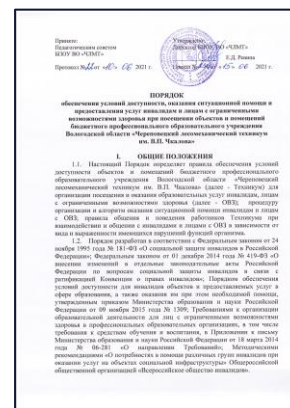 Принято:
Педагогическим советом
БПОУ ВО «ЧЛМТ»
Протокол № от 2021 г.
Утверждено
БПОУ ВО «ЧЛМТ»
Е.Д. Ревина
Приказ № 06 2021 г.
ПОРЯДОК
обеспечения условий доступности, оказания ситуационной помощи и
предоставления услуг инвалидам и лицам с ограниченными
возможностями здоровья при посещении объектов и помещений
бюджетного профессионального образовательного учреждения
Вологодской области «Череповецкий лесомеханический техникум
им. В.П. Чкалова»
I. ОБЩИЕ ПОЛОЖЕНИЯ
1.1. Настоящий Порядок определяет правила обеспечения условий
доступности объектов и помещений бюджетного профессионального
образовательного учреждения Вологодской области «Череповецкий
лесомеханический техникум им. В.П. Чкалова» (далее - Техникум) для
организации посещения и оказания образовательных услуг инвалидам, лицам
с ограниченными возможностями здоровья (далее - ОВЗ); процедуру
организации и алгоритм оказания ситуационной помощи инвалидам и лицам
с ОВЗ; правила общения и поведения работников Техникума при
взаимодействии и общении с инвалидами и лицами с ОВЗ в зависимости от
вида и выраженности имеющихся нарушений функций организма.
1.2. Порядок разработан в соответствии с Федеральным законом от 24
ноября 1995 года № 181-ФЗ «О социальной защите инвалидов в Российской
Федерации»; Федеральным законом от 01 декабря 2014 года № 419-ФЗ «О
внесении изменений в отдельные законодательные акты Российской
Федерации по вопросам социальной защиты инвалидов в связи с
ратификацией Конвенции о правах инвалидов»; Порядком обеспечения
условий доступности для инвалидов объектов и предоставляемых услуг в
сфере образования, а также оказания им при этом необходимой помощи,
утвержденным приказом Министерства образования и науки Российской
Федерации от 09 ноября 2015 года № 1309; Требованиями к организации
образовательной деятельности для лиц с ограниченными возможностями
здоровья в профессиональных образовательных организациях, в том числе
требования к средствам обучения и воспитания, в Приложении к письму
Министерства образования и науки Российской Федерации от 18 марта 2014
года № 06-281 «О направлении Требований»; Методическими
рекомендациями «О потребностях в помощи различных групп инвалидов при
оказании услуг на объектах социальной инфраструктуры» Общероссийской
общественной организацией «Всероссийское общество инвалидов».